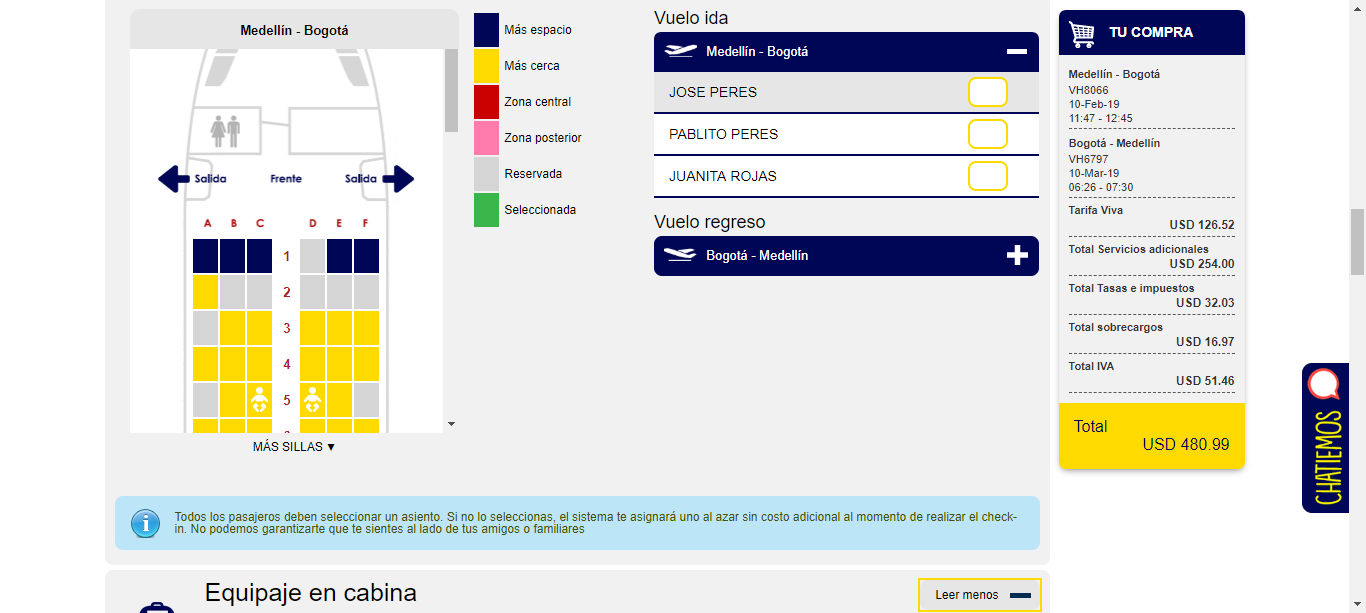 Medellín - Bogotá
Salida
Frente
Salida
A B C D E F
1
2
3
4
5
MÁS SILLAS ▼
Más espacio
Más cerca
Zona central
Zona posterior
Reservada
Seleccionada
Vuelo ida
Medellín - Bogotá
JOSE PERES
PABLITO PERES
JUANITA ROJAS
Vuelo regreso
Bogotá - Medellín
TU COMPRA
Medellín - Bogotá
VH8066
10-Feb-19
11:47 - 12:45
Bogotá - Medellín
VH6797
10-Mar-19
06:26 - 07:30
Tarifa Viva
USD 126.52
Total Servicios adicionales
USD 254.00
Total Tasas e impuestos
USD 32.03
Total sobrecargos
USD 16.97
Total IVA
USD 51.46
Total
USD 480.99
CHATIEMOS
Todos los pasajeros deben seleccionar un asiento. Si no lo seleccionas, el sistema te asignará uno al azar sin costo adicional al momento de realizar el check-
in. No podemos garantizarte que te sientes al lado de tus amigos o familiares
Equipaje en cabina
Leer menos